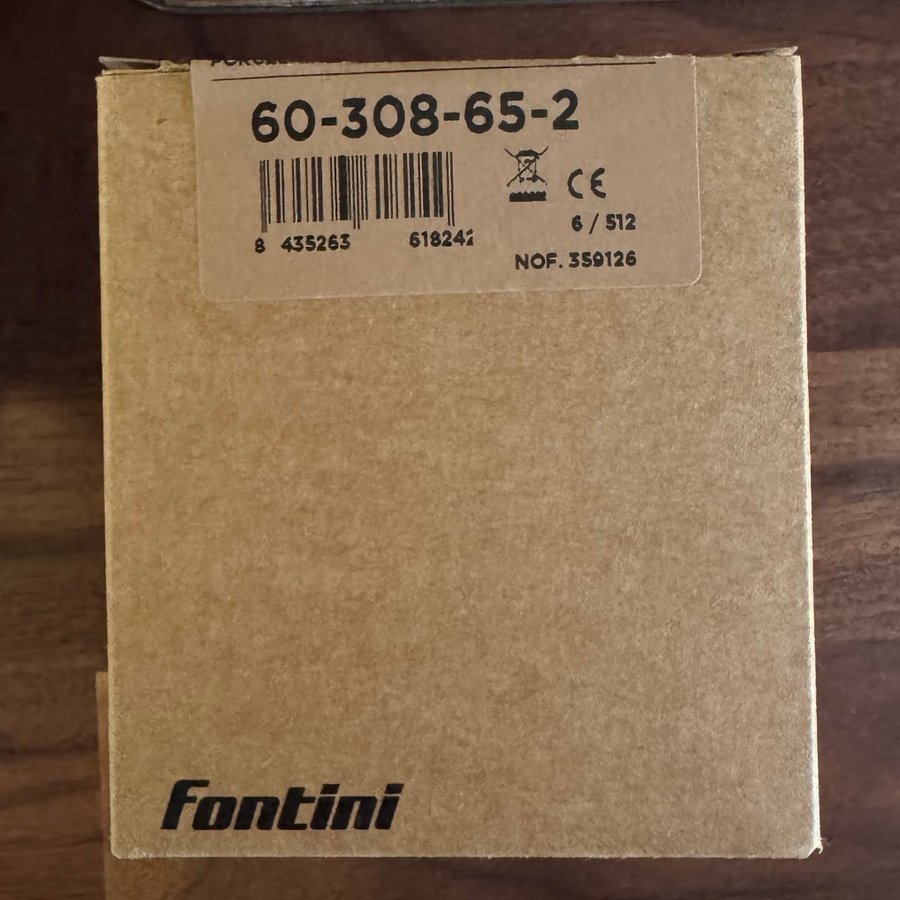 60-308-65-2
CE
8 435263 618242
6 / 512
NOF. 359126
fontini